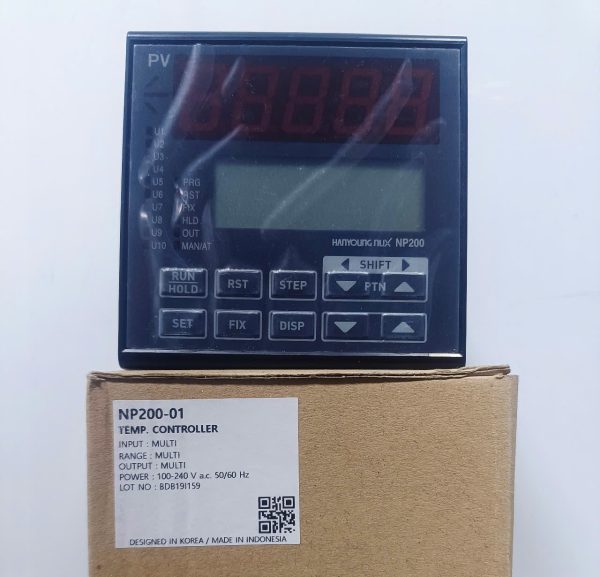 PV
U1
U2
U3
U4
U5 PRG
U6 RST
U7 FIX
U8 HLD
U9 OUT
U10 MAN/AT
HANYOUNG nux NP200
SHIFT
RUN HOLD RST STEP PTN
SET FIX DISP
NP200-01
TEMP. CONTROLLER
INPUT : MULTI
RANGE : MULTI
OUTPUT : MULTI
POWER : 100-240 V a.c. 50/60 Hz
LOT NO : BDB19I159
DESIGNED IN KOREA / MADE IN INDONESIA